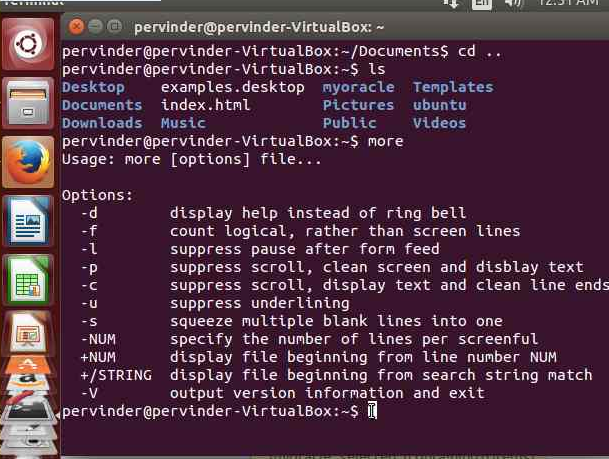 En 12:51 AM
pervinder@pervinder-VirtualBox: ~
pervinder@pervinder-VirtualBox:~/Documents$ cd ..
pervinder@pervinder-VirtualBox:~$ ls
Desktop examples.desktop myoracle Templates
Documents index.html Pictures ubuntu
Downloads Music Public Videos
pervinder@pervinder-VirtualBox:~$ more
Usage: more [options] file...
Options:
-d display help instead of ring bell
-f count logical, rather than screen lines
-l suppress pause after form feed
-p suppress scroll, clean screen and disblay text
-c suppress scroll, display text and clean line ends
-u suppress underlining
-s squeeze multiple blank lines into one
-NUM specify the number of lines per screenful
+NUM display file beginning from line number NUM
+/STRING display file beginning from search string match
-V output version information and exit
pervinder@pervinder-VirtualBox:~$